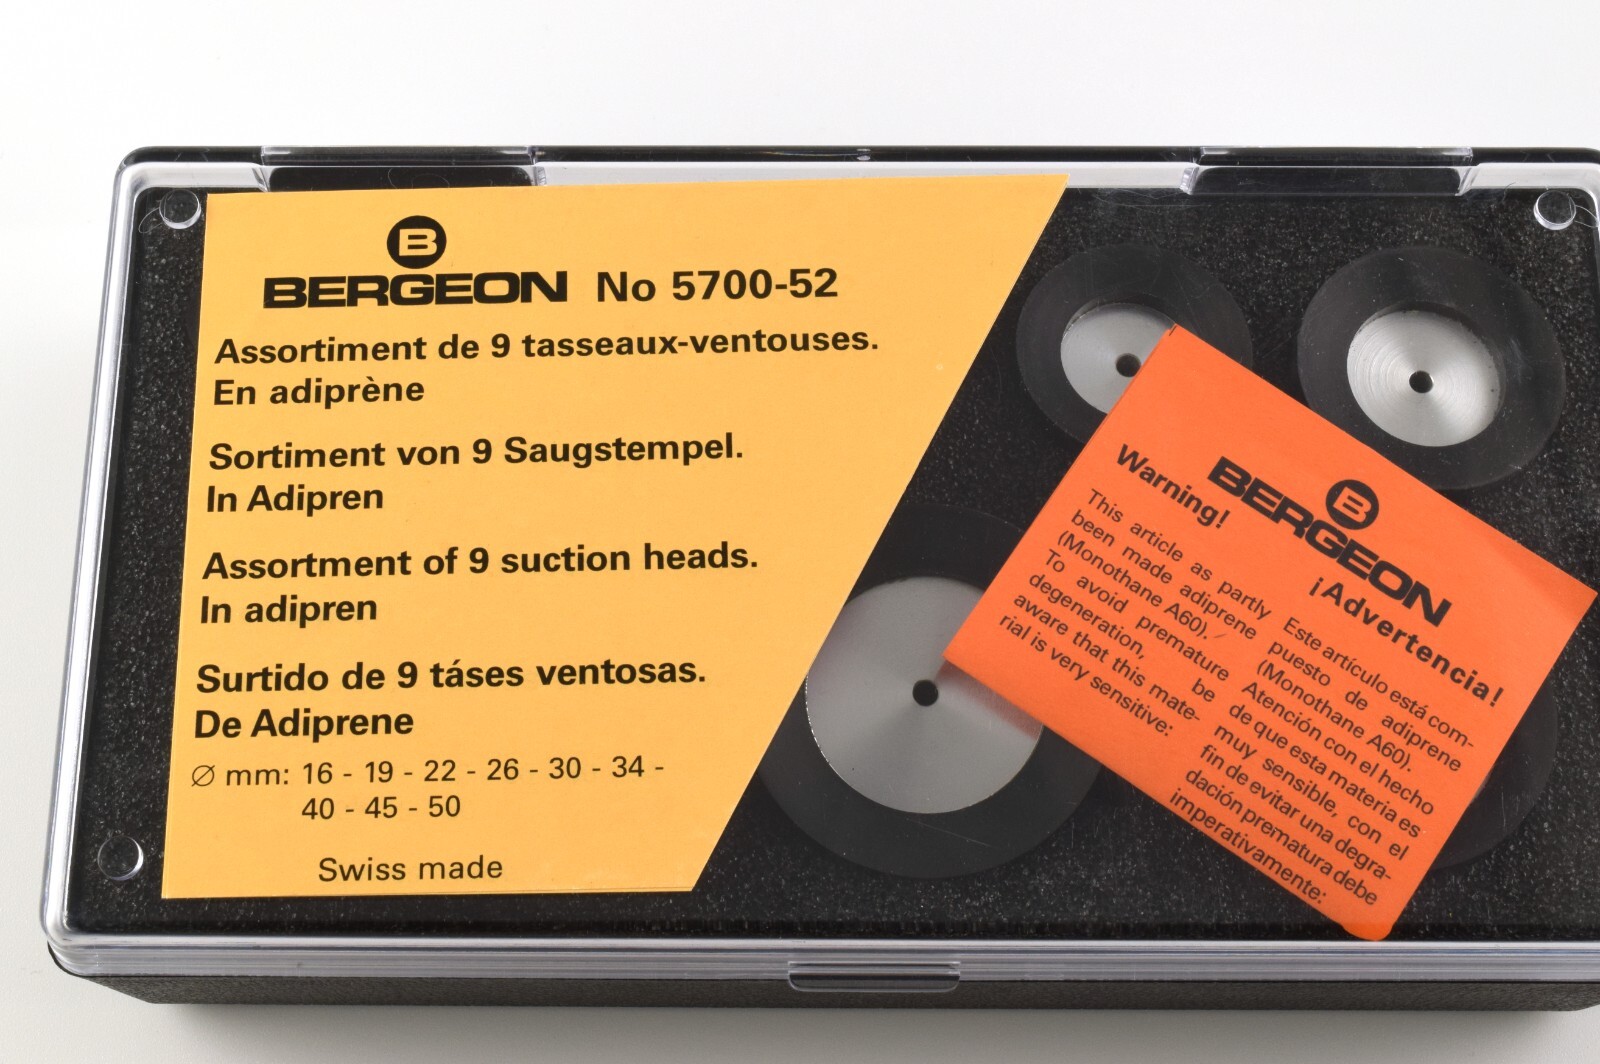 B
BERGEON No 5700-52
Assortiment de 9 tasseaux-ventouses.
En adiprène
Sortiment von 9 Saugstempel.
In Adipren
Assortment of 9 suction heads.
In adipren
Surtido de 9 táses ventosas.
De Adiprene
∅ mm: 16 - 19 - 22 - 26 - 30 - 34 -
40 - 45 - 50
Swiss made
B
BERGEON
Warning!
This article as partly
been made adiprene
(Monothane A60).
To avoid premature
degeneration, be
aware that this mate-
rial is very sensitive:
¡Advertencia!
Este artículo está com-
puesto de adiprene
(Monothane A60).
Atención con el hecho
de que esta materia es
muy sensible, con el
fin de evitar una degra-
dación prematura debe
imperativamente: